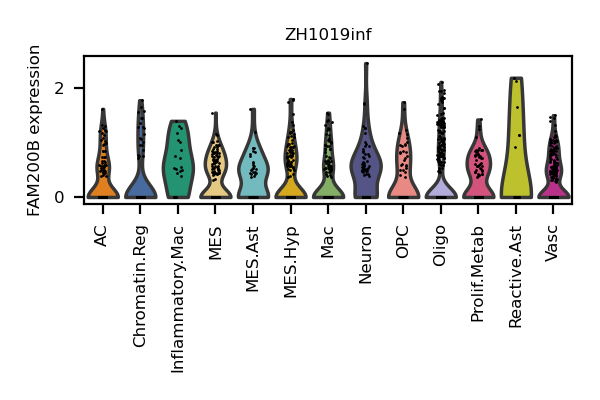 ZH1019inf
FAM200B expression
2
0
AC
Chromatin.Reg
Inflammatory.Mac
MES
MES.Ast
MES.Hyp
Mac
Neuron
OPC
Oligo
Prolif.Metab
Reactive.Ast
Vasc